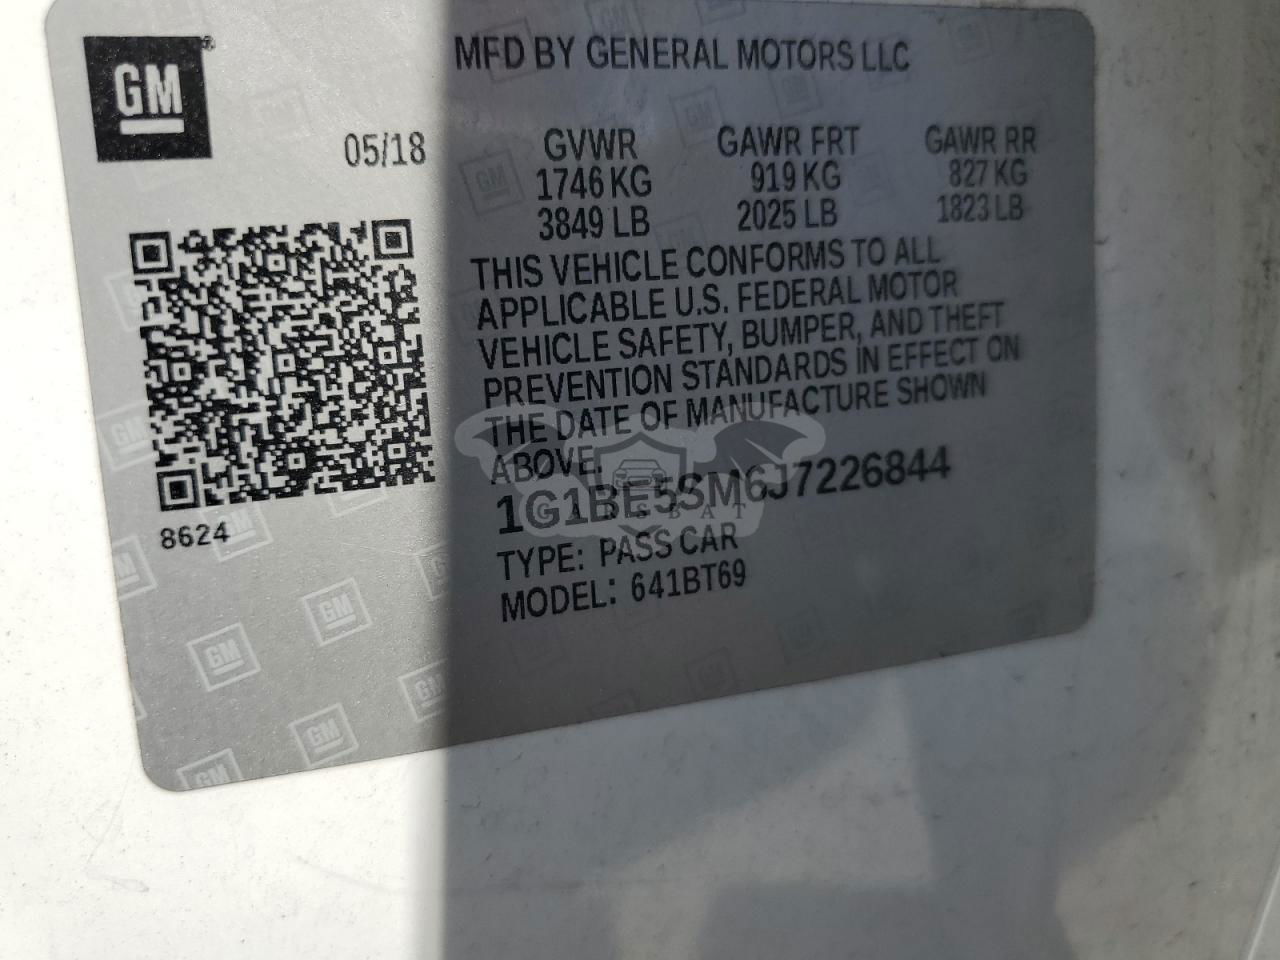 GM
MFD BY GENERAL MOTORS LLC
05/18
GVWR GAWR FRT GAWR RR
1746 KG 919 KG 827 KG
3849 LB 2025 LB 1823 LB
THIS VEHICLE CONFORMS TO ALL
APPLICABLE U.S. FEDERAL MOTOR
VEHICLE SAFETY, BUMPER, AND THEFT
PREVENTION STANDARDS IN EFFECT ON
THE DATE OF MANUFACTURE SHOWN
ABOVE.
1G1BE5SM6J7226844
CARSBAT
8624
TYPE: PASS CAR
MODEL: 641BT69